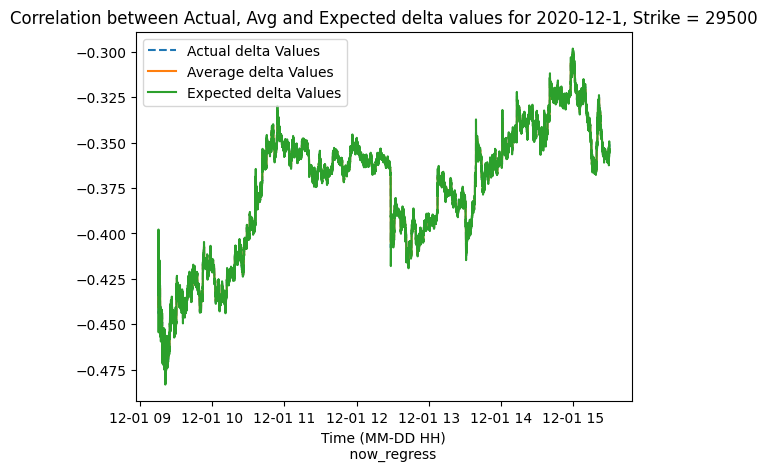 Correlation between Actual, Avg and Expected delta values for 2020-12-1, Strike = 29500
Actual delta Values
Average delta Values
Expected delta Values
−0.300
−0.325
−0.350
−0.375
−0.400
−0.425
−0.450
−0.475
12-01 09 12-01 10 12-01 11 12-01 12 12-01 13 12-01 14 12-01 15
Time (MM-DD HH)
now_regress